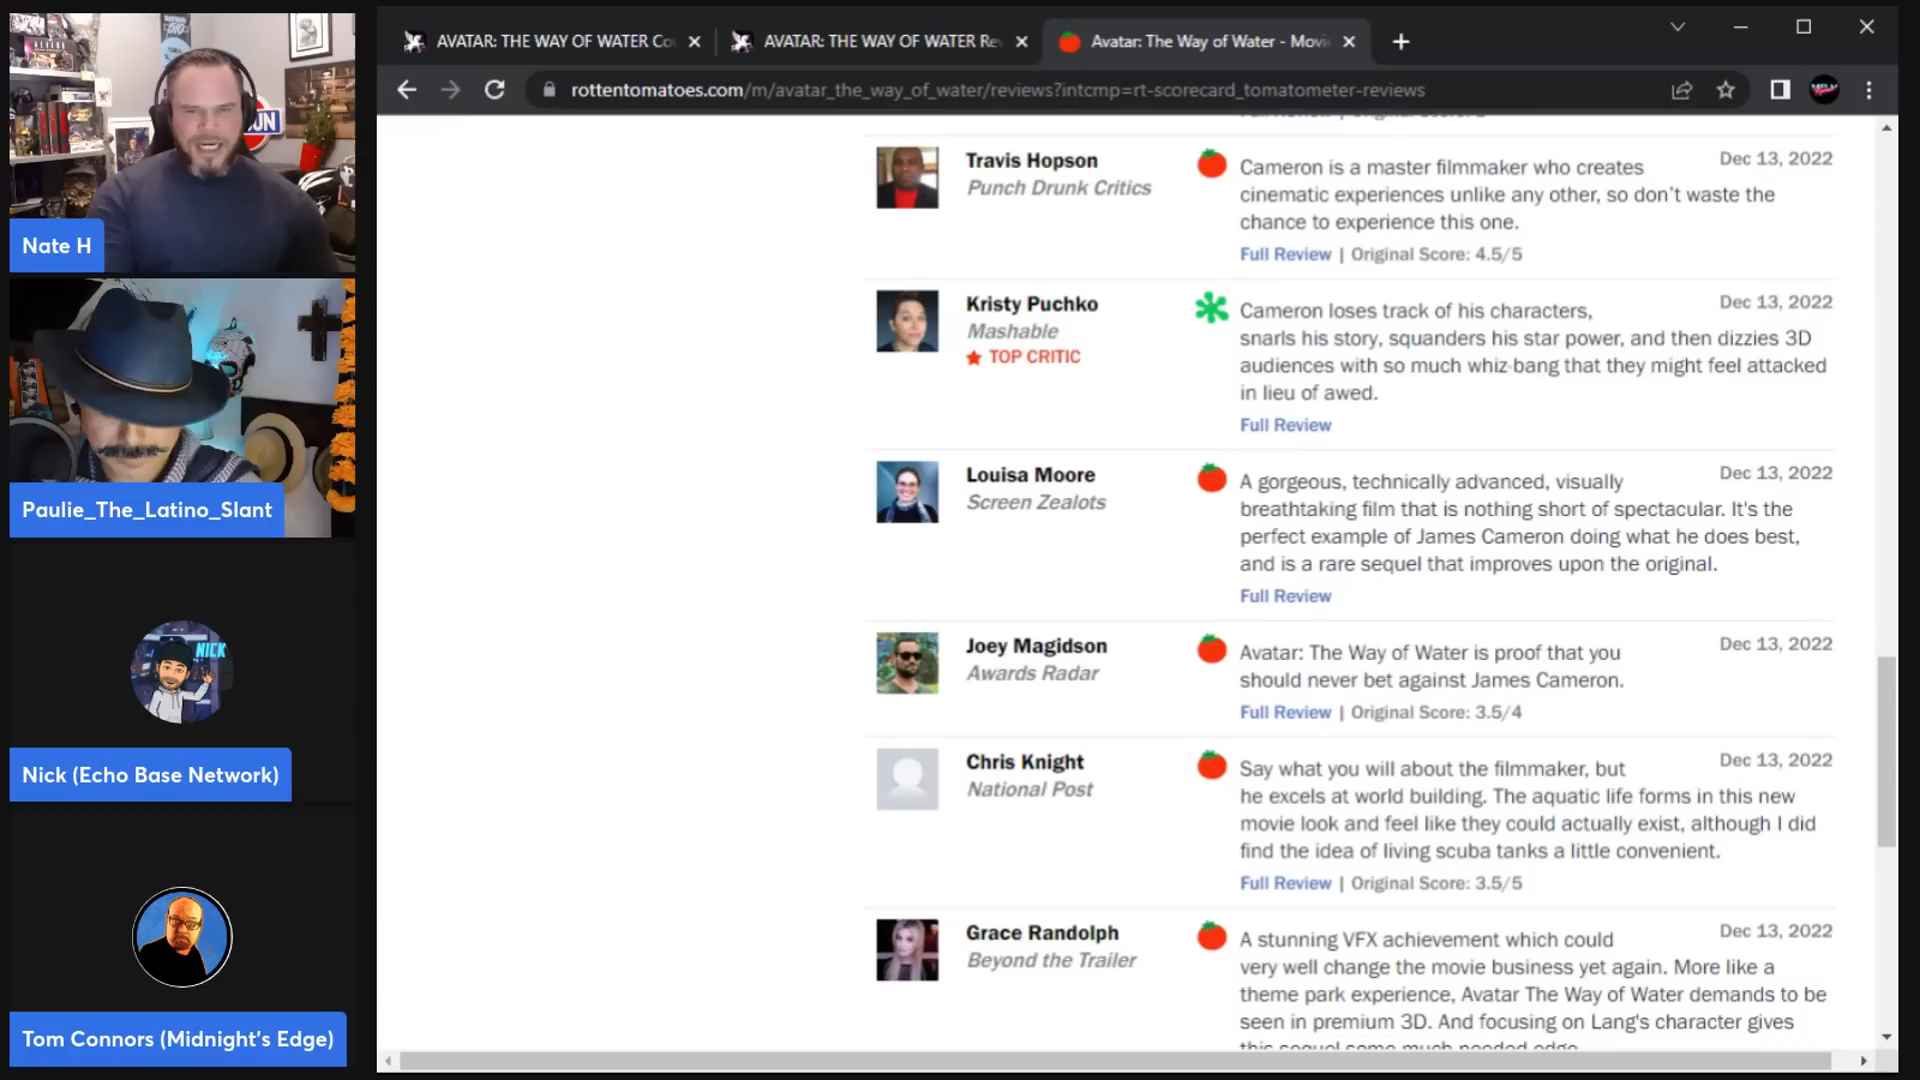 AVATAR: THE WAY OF WATER Co
AVATAR: THE WAY OF WATER Re
Avatar: The Way of Water - Movi
rottentomatoes.com/m/avatar_the_way_of_water/reviews?intcmp=rt-scorecard_tomatometer-reviews
Nate H
Paulie_The_Latino_Slant
NICK
Nick (Echo Base Network)
Tom Connors (Midnight's Edge)
Travis Hopson
Punch Drunk Critics
Dec 13, 2022
Cameron is a master filmmaker who creates
cinematic experiences unlike any other, so don't waste the
chance to experience this one.
Full Review | Original Score: 4.5/5
Kristy Puchko
Mashable
TOP CRITIC
Dec 13, 2022
Cameron loses track of his characters,
snarls his story, squanders his star power, and then dizzies 3D
audiences with so much whiz-bang that they might feel attacked
in lieu of awed.
Full Review
Louisa Moore
Screen Zealots
Dec 13, 2022
A gorgeous, technically advanced, visually
breathtaking film that is nothing short of spectacular. It's the
perfect example of James Cameron doing what he does best,
and is a rare sequel that improves upon the original.
Full Review
Joey Magidson
Awards Radar
Dec 13, 2022
Avatar: The Way of Water is proof that you
should never bet against James Cameron.
Full Review | Original Score: 3.5/4
Chris Knight
National Post
Dec 13, 2022
Say what you will about the filmmaker, but
he excels at world building. The aquatic life forms in this new
movie look and feel like they could actually exist, although I did
find the idea of living scuba tanks a little convenient.
Full Review | Original Score: 3.5/5
Grace Randolph
Beyond the Trailer
Dec 13, 2022
A stunning VFX achievement which could
very well change the movie business yet again. More like a
theme park experience, Avatar The Way of Water demands to be
seen in premium 3D. And focusing on Lang's character gives
this sequel some much needed edge